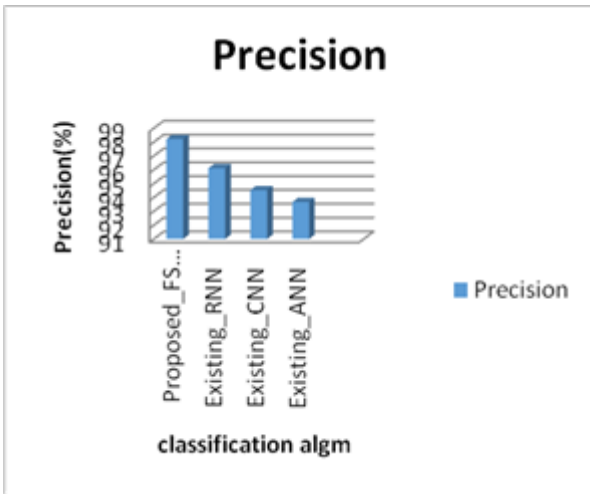 Precision
Precision(%)
99
98
97
96
95
94
93
92
91
Proposed_FS...
Existing_RNN
Existing_CNN
Existing_ANN
classification algm
Precision